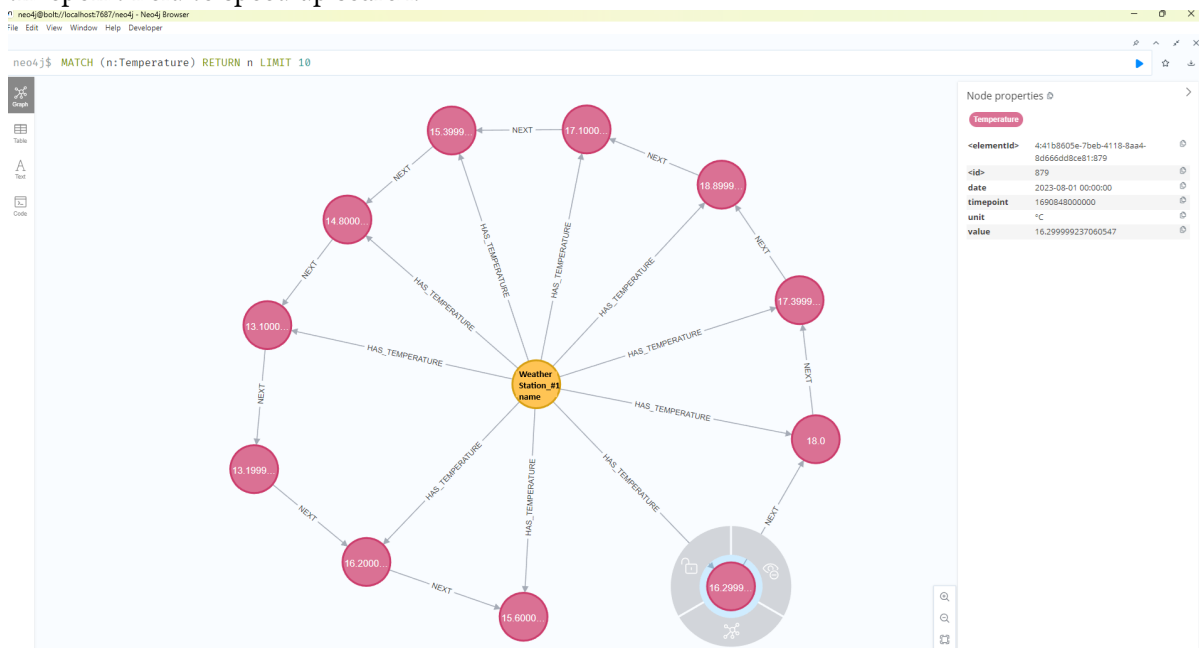 neo4j@bolt://localhost:7687/neo4j - Neo4j Browser
File Edit View Window Help Developer
neo4j$ MATCH (n:Temperature) RETURN n LIMIT 10
Graph
Table
Text
Code
15.3999...
NEXT
17.1000...
NEXT
18.8999...
NEXT
14.8000...
NEXT
17.3999...
NEXT
13.1000...
NEXT
18.0
NEXT
13.1999...
NEXT
16.2000...
NEXT
15.6000...
16.2999...
NEXT
HAS_TEMPERATURE
HAS_TEMPERATURE
HAS_TEMPERATURE
HAS_TEMPERATURE
HAS_TEMPERATURE
HAS_TEMPERATURE
HAS_TEMPERATURE
HAS_TEMPERATURE
HAS_TEMPERATURE
HAS_TEMPERATURE
Weather
Station_#1
name
Node properties
Temperature
<elementId> 4:41b8605e-7beb-4118-8aa4-
8d666dd8ce81:879
<id> 879
date 2023-08-01 00:00:00
timepoint 1690848000000
unit °C
value 16.299999237060547